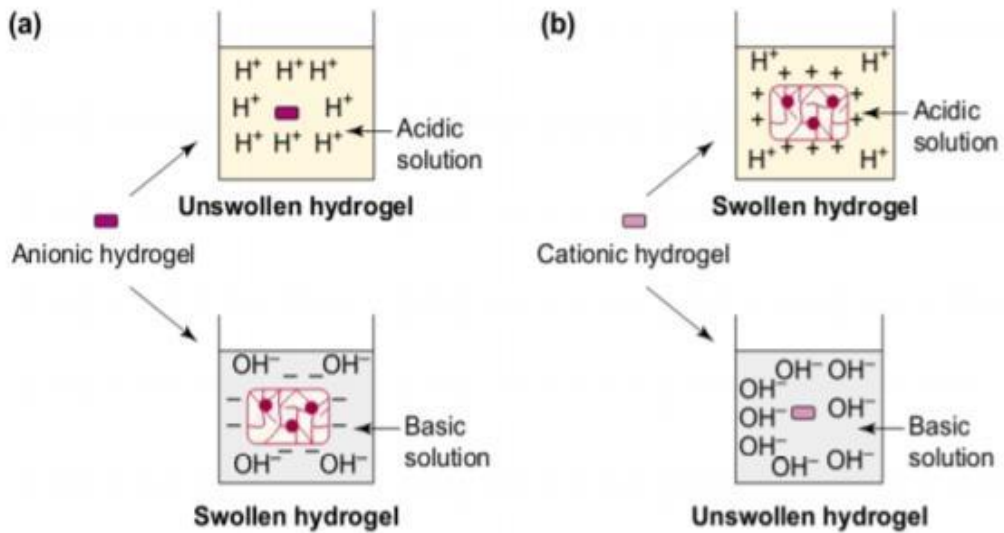 (a)
H⁺ H⁺ H⁺
H⁺ H⁺
H⁺ H⁺ H⁺
Acidic
solution
Unswollen hydrogel
Anionic hydrogel
OH⁻ OH⁻
− −
− −
− −
− −
OH⁻ OH⁻
Basic
solution
Swollen hydrogel
(b)
H⁺ H⁺
+ + +
+ +
+ +
+ + +
H⁺ H⁺
Acidic
solution
Swollen hydrogel
Cationic hydrogel
OH⁻ OH⁻
OH⁻
OH⁻ OH⁻
OH⁻
OH⁻ OH⁻
Basic
solution
Unswollen hydrogel